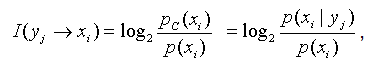 I(y_j → x_i) = log_2 p_C(x_i) / p(x_i) = log_2 p(x_i | y_j) / p(x_i) ,